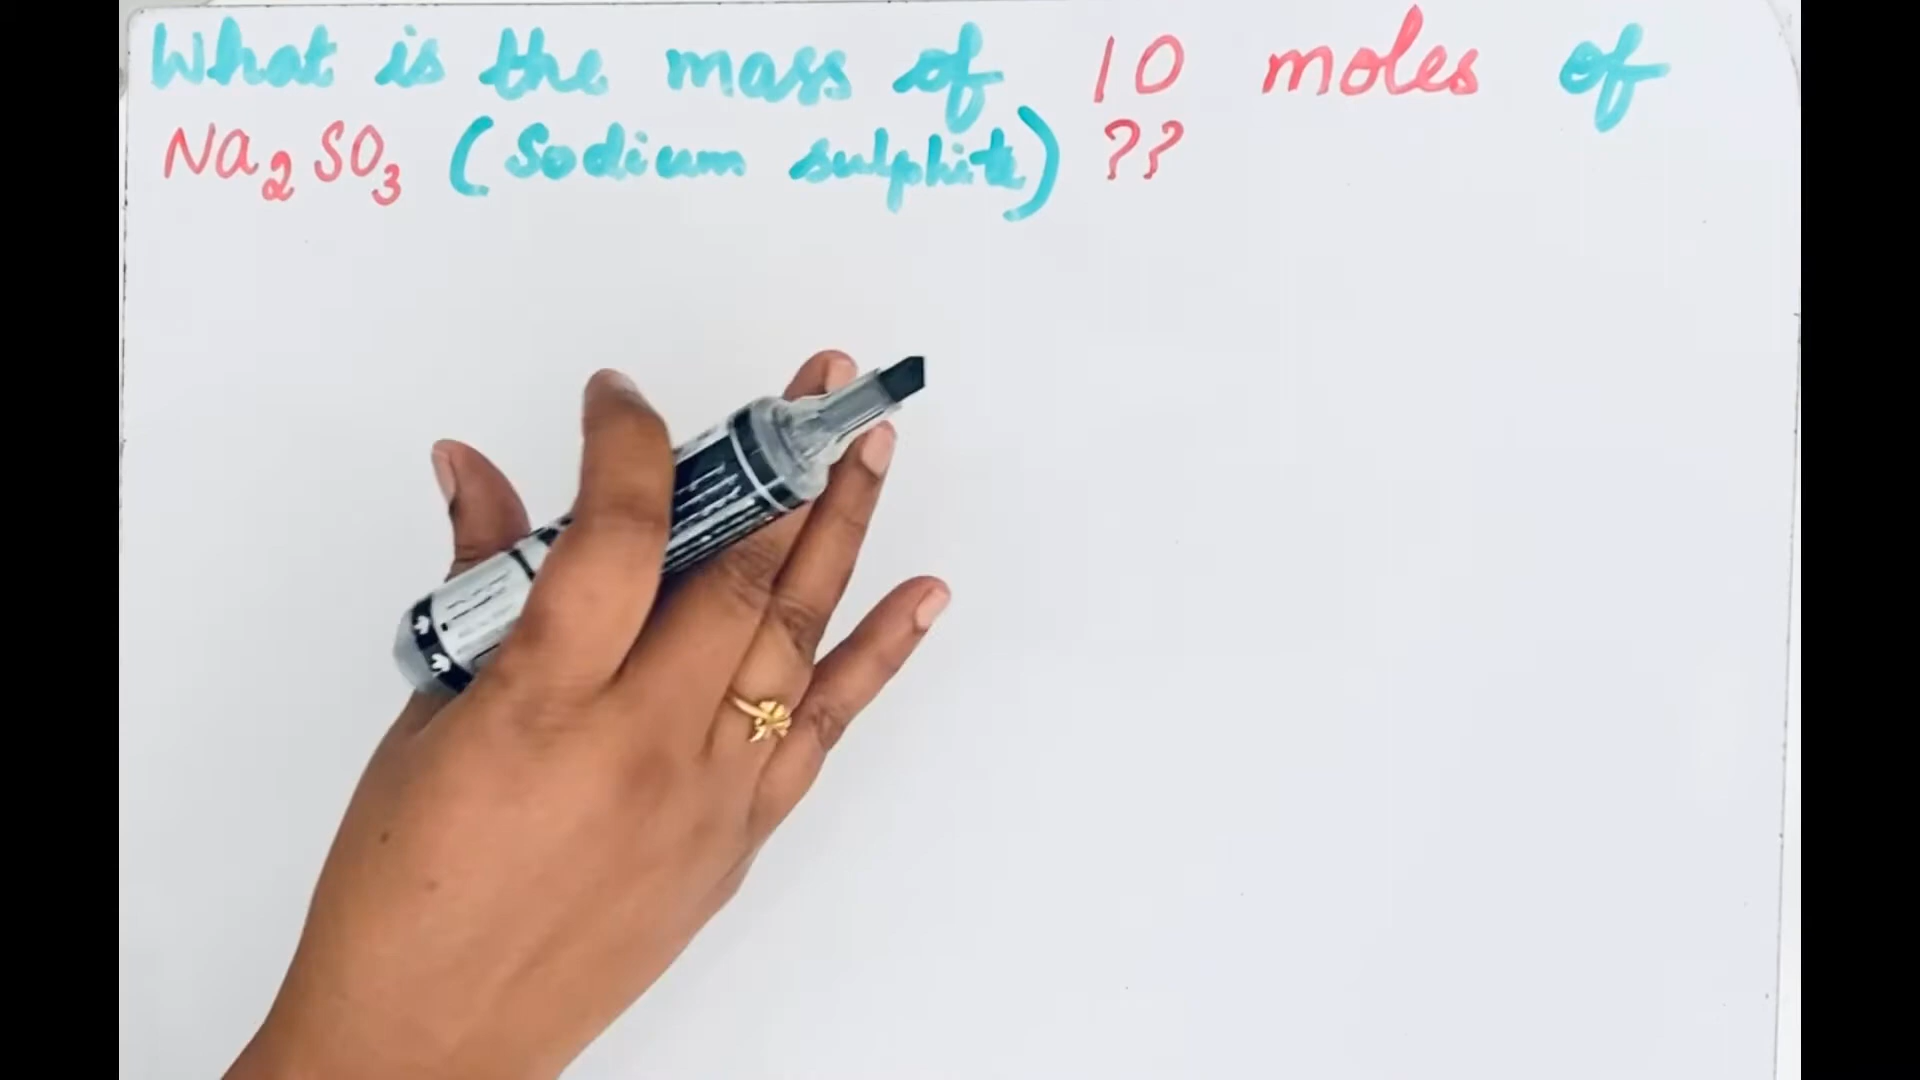 What is the mass of 10 moles of
Na₂SO₃ (Sodium sulphite) ??